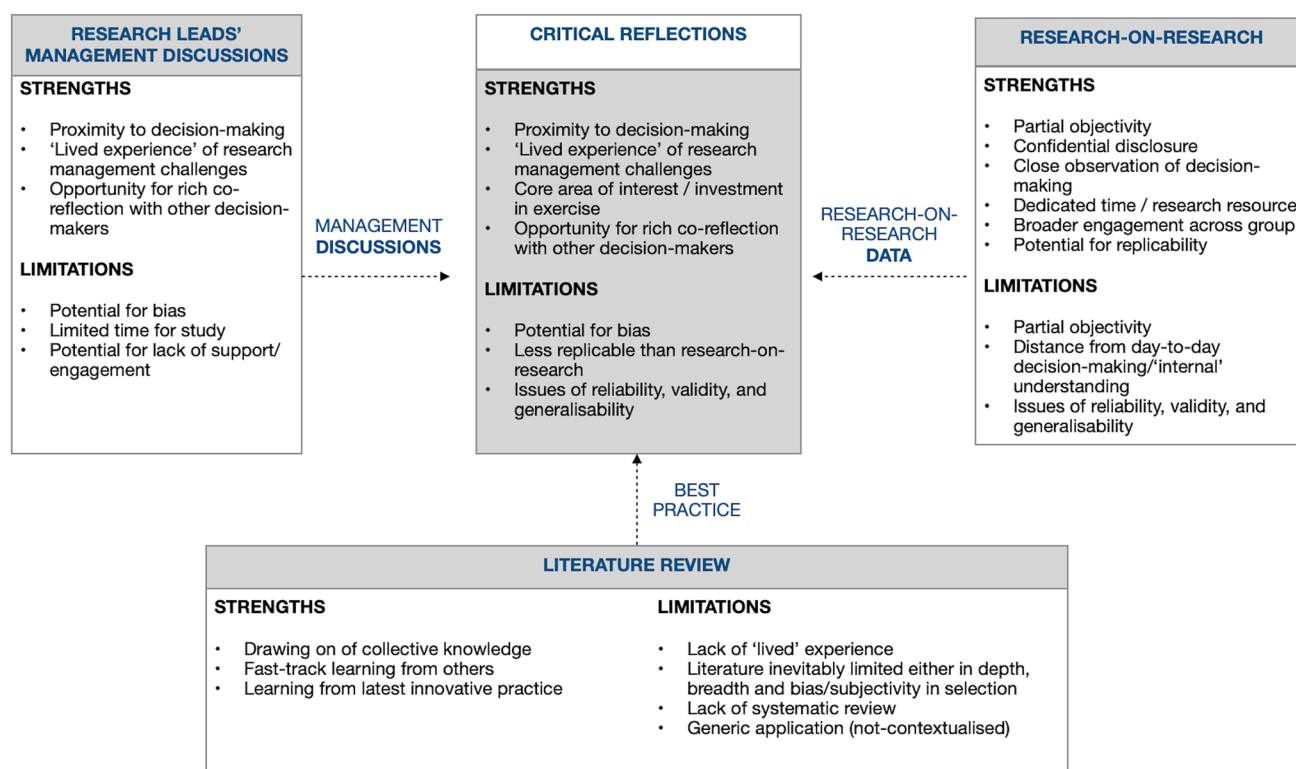 RESEARCH LEADS'
MANAGEMENT DISCUSSIONS
STRENGTHS
• Proximity to decision-making
• 'Lived experience' of research
management challenges
• Opportunity for rich co-
reflection with other decision-
makers
LIMITATIONS
• Potential for bias
• Limited time for study
• Potential for lack of support/
engagement
MANAGEMENT
DISCUSSIONS
CRITICAL REFLECTIONS
STRENGTHS
• Proximity to decision-making
• 'Lived experience' of research
management challenges
• Core area of interest / investment
in exercise
• Opportunity for rich co-reflection
with other decision-makers
LIMITATIONS
• Potential for bias
• Less replicable than research-on-
research
• Issues of reliability, validity, and
generalisability
RESEARCH-ON-
RESEARCH
DATA
RESEARCH-ON-RESEARCH
STRENGTHS
• Partial objectivity
• Confidential disclosure
• Close observation of decision-
making
• Dedicated time / research resource
• Broader engagement across group
• Potential for replicability
LIMITATIONS
• Partial objectivity
• Distance from day-to-day
decision-making/'internal'
understanding
• Issues of reliability, validity, and
generalisability
BEST
PRACTICE
LITERATURE REVIEW
STRENGTHS
• Drawing on of collective knowledge
• Fast-track learning from others
• Learning from latest innovative practice
LIMITATIONS
• Lack of 'lived' experience
• Literature inevitably limited either in depth,
breadth and bias/subjectivity in selection
• Lack of systematic review
• Generic application (not-contextualised)